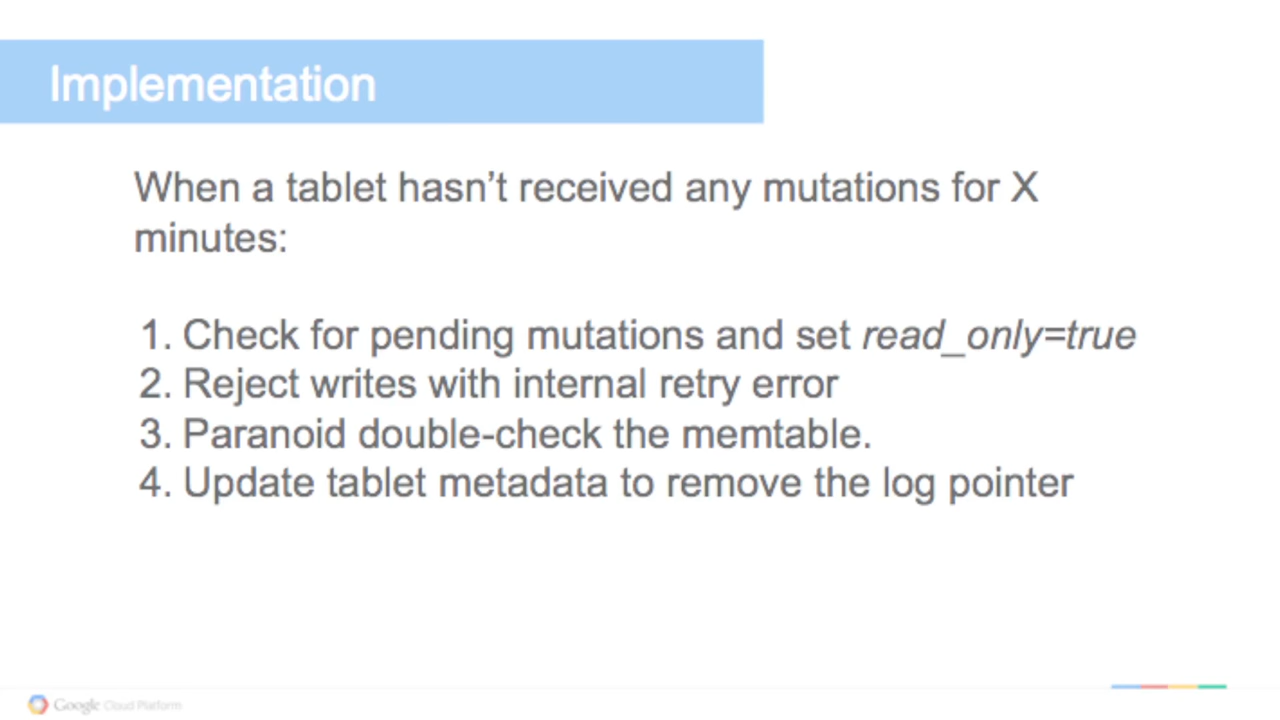 Implementation
When a tablet hasn’t received any mutations for X
minutes:
1. Check for pending mutations and set read_only=true
2. Reject writes with internal retry error
3. Paranoid double-check the memtable.
4. Update tablet metadata to remove the log pointer
Google Cloud Platform